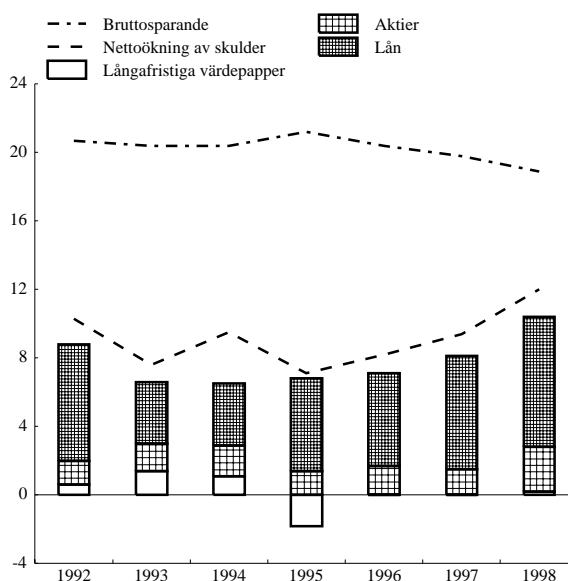 Bruttosparande
Nettoökning av skulder
Långafristiga värdepapper
Aktier
Lån
24
20
16
12
8
4
0
-4
1992 1993 1994 1995 1996 1997 1998